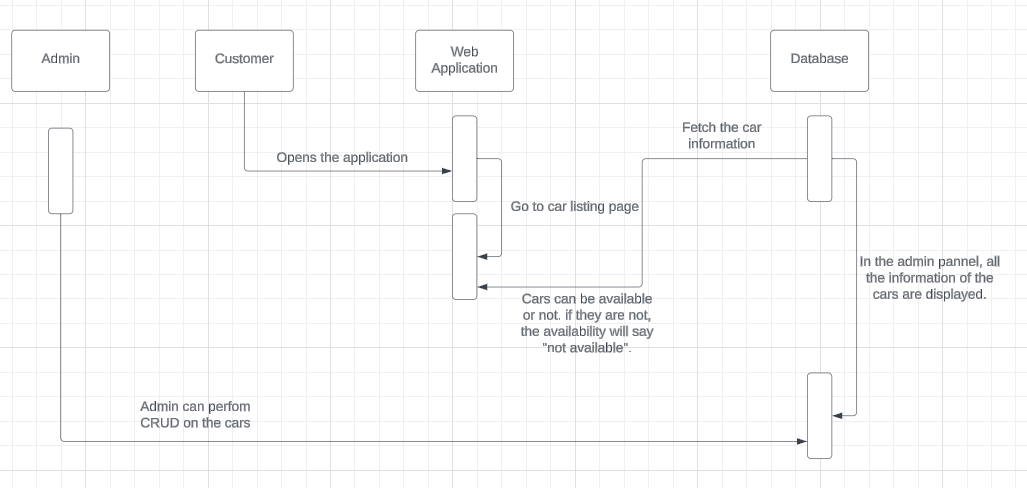 Admin
Customer
Web
Application
Database
Fetch the car
information
Opens the application
Go to car listing page
In the admin pannel, all
the information of the
cars are displayed.
Cars can be available
or not. if they are not,
the availability will say
"not available".
Admin can perfom
CRUD on the cars